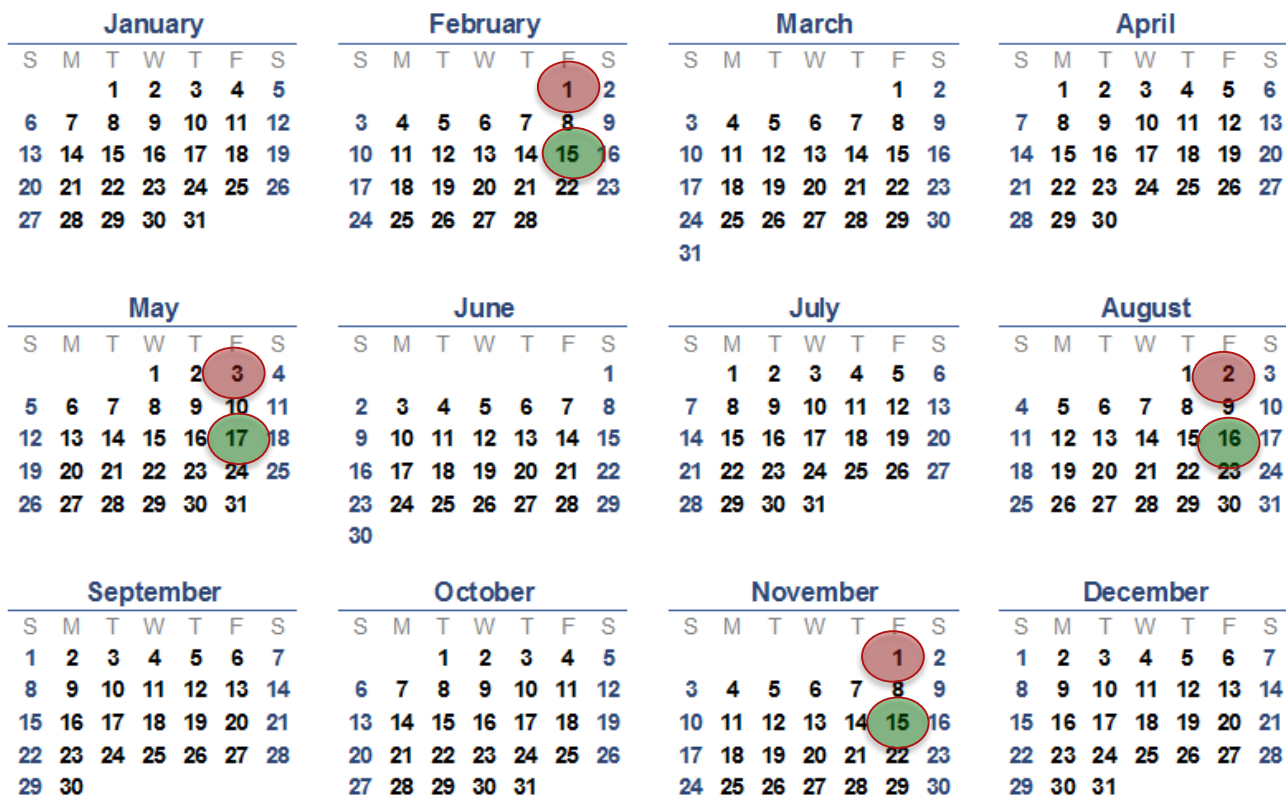 January February March April
S M T W T F S S M T W T F S S M T W T F S S M T W T F S
1 2 3 4 5 1 2 1 2 1 2 3 4 5 6
6 7 8 9 10 11 12 3 4 5 6 7 8 9 3 4 5 6 7 8 9 7 8 9 10 11 12 13
13 14 15 16 17 18 19 10 11 12 13 14 15 16 10 11 12 13 14 15 16 14 15 16 17 18 19 20
20 21 22 23 24 25 26 17 18 19 20 21 22 23 17 18 19 20 21 22 23 21 22 23 24 25 26 27
27 28 29 30 31 24 25 26 27 28 24 25 26 27 28 29 30 28 29 30
31
May June July August
S M T W T F S S M T W T F S S M T W T F S S M T W T F S
1 2 3 4 1 1 2 3 4 5 6 1 2 3
5 6 7 8 9 10 11 2 3 4 5 6 7 8 7 8 9 10 11 12 13 4 5 6 7 8 9 10
12 13 14 15 16 17 18 9 10 11 12 13 14 15 14 15 16 17 18 19 20 11 12 13 14 15 16 17
19 20 21 22 23 24 25 16 17 18 19 20 21 22 21 22 23 24 25 26 27 18 19 20 21 22 23 24
26 27 28 29 30 31 23 24 25 26 27 28 29 28 29 30 31 25 26 27 28 29 30 31
30
September October November December
S M T W T F S S M T W T F S S M T W T F S S M T W T F S
1 2 3 4 5 6 7 1 2 3 4 5 1 2 1 2 3 4 5 6 7
8 9 10 11 12 13 14 6 7 8 9 10 11 12 3 4 5 6 7 8 9 8 9 10 11 12 13 14
15 16 17 18 19 20 21 13 14 15 16 17 18 19 10 11 12 13 14 15 16 15 16 17 18 19 20 21
22 23 24 25 26 27 28 20 21 22 23 24 25 26 17 18 19 20 21 22 23 22 23 24 25 26 27 28
29 30 27 28 29 30 31 24 25 26 27 28 29 30 29 30 31